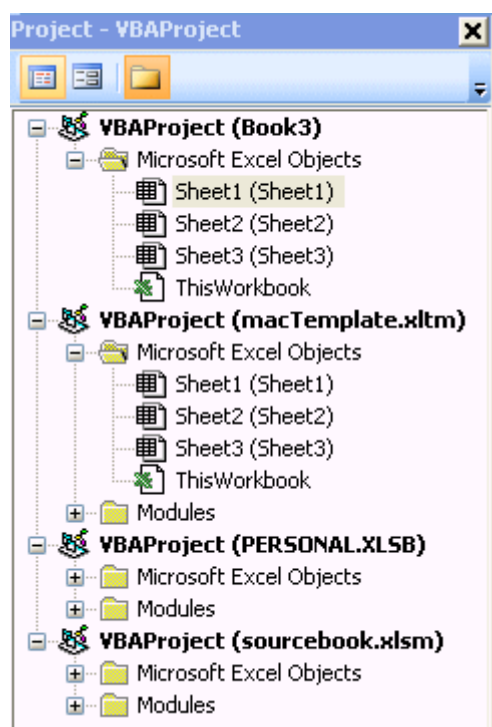 Project - VBAProject
VBAProject (Book3)
Microsoft Excel Objects
Sheet1 (Sheet1)
Sheet2 (Sheet2)
Sheet3 (Sheet3)
ThisWorkbook
VBAProject (macTemplate.xltm)
Microsoft Excel Objects
Sheet1 (Sheet1)
Sheet2 (Sheet2)
Sheet3 (Sheet3)
ThisWorkbook
Modules
VBAProject (PERSONAL.XLSB)
Microsoft Excel Objects
Modules
VBAProject (sourcebook.xlsm)
Microsoft Excel Objects
Modules